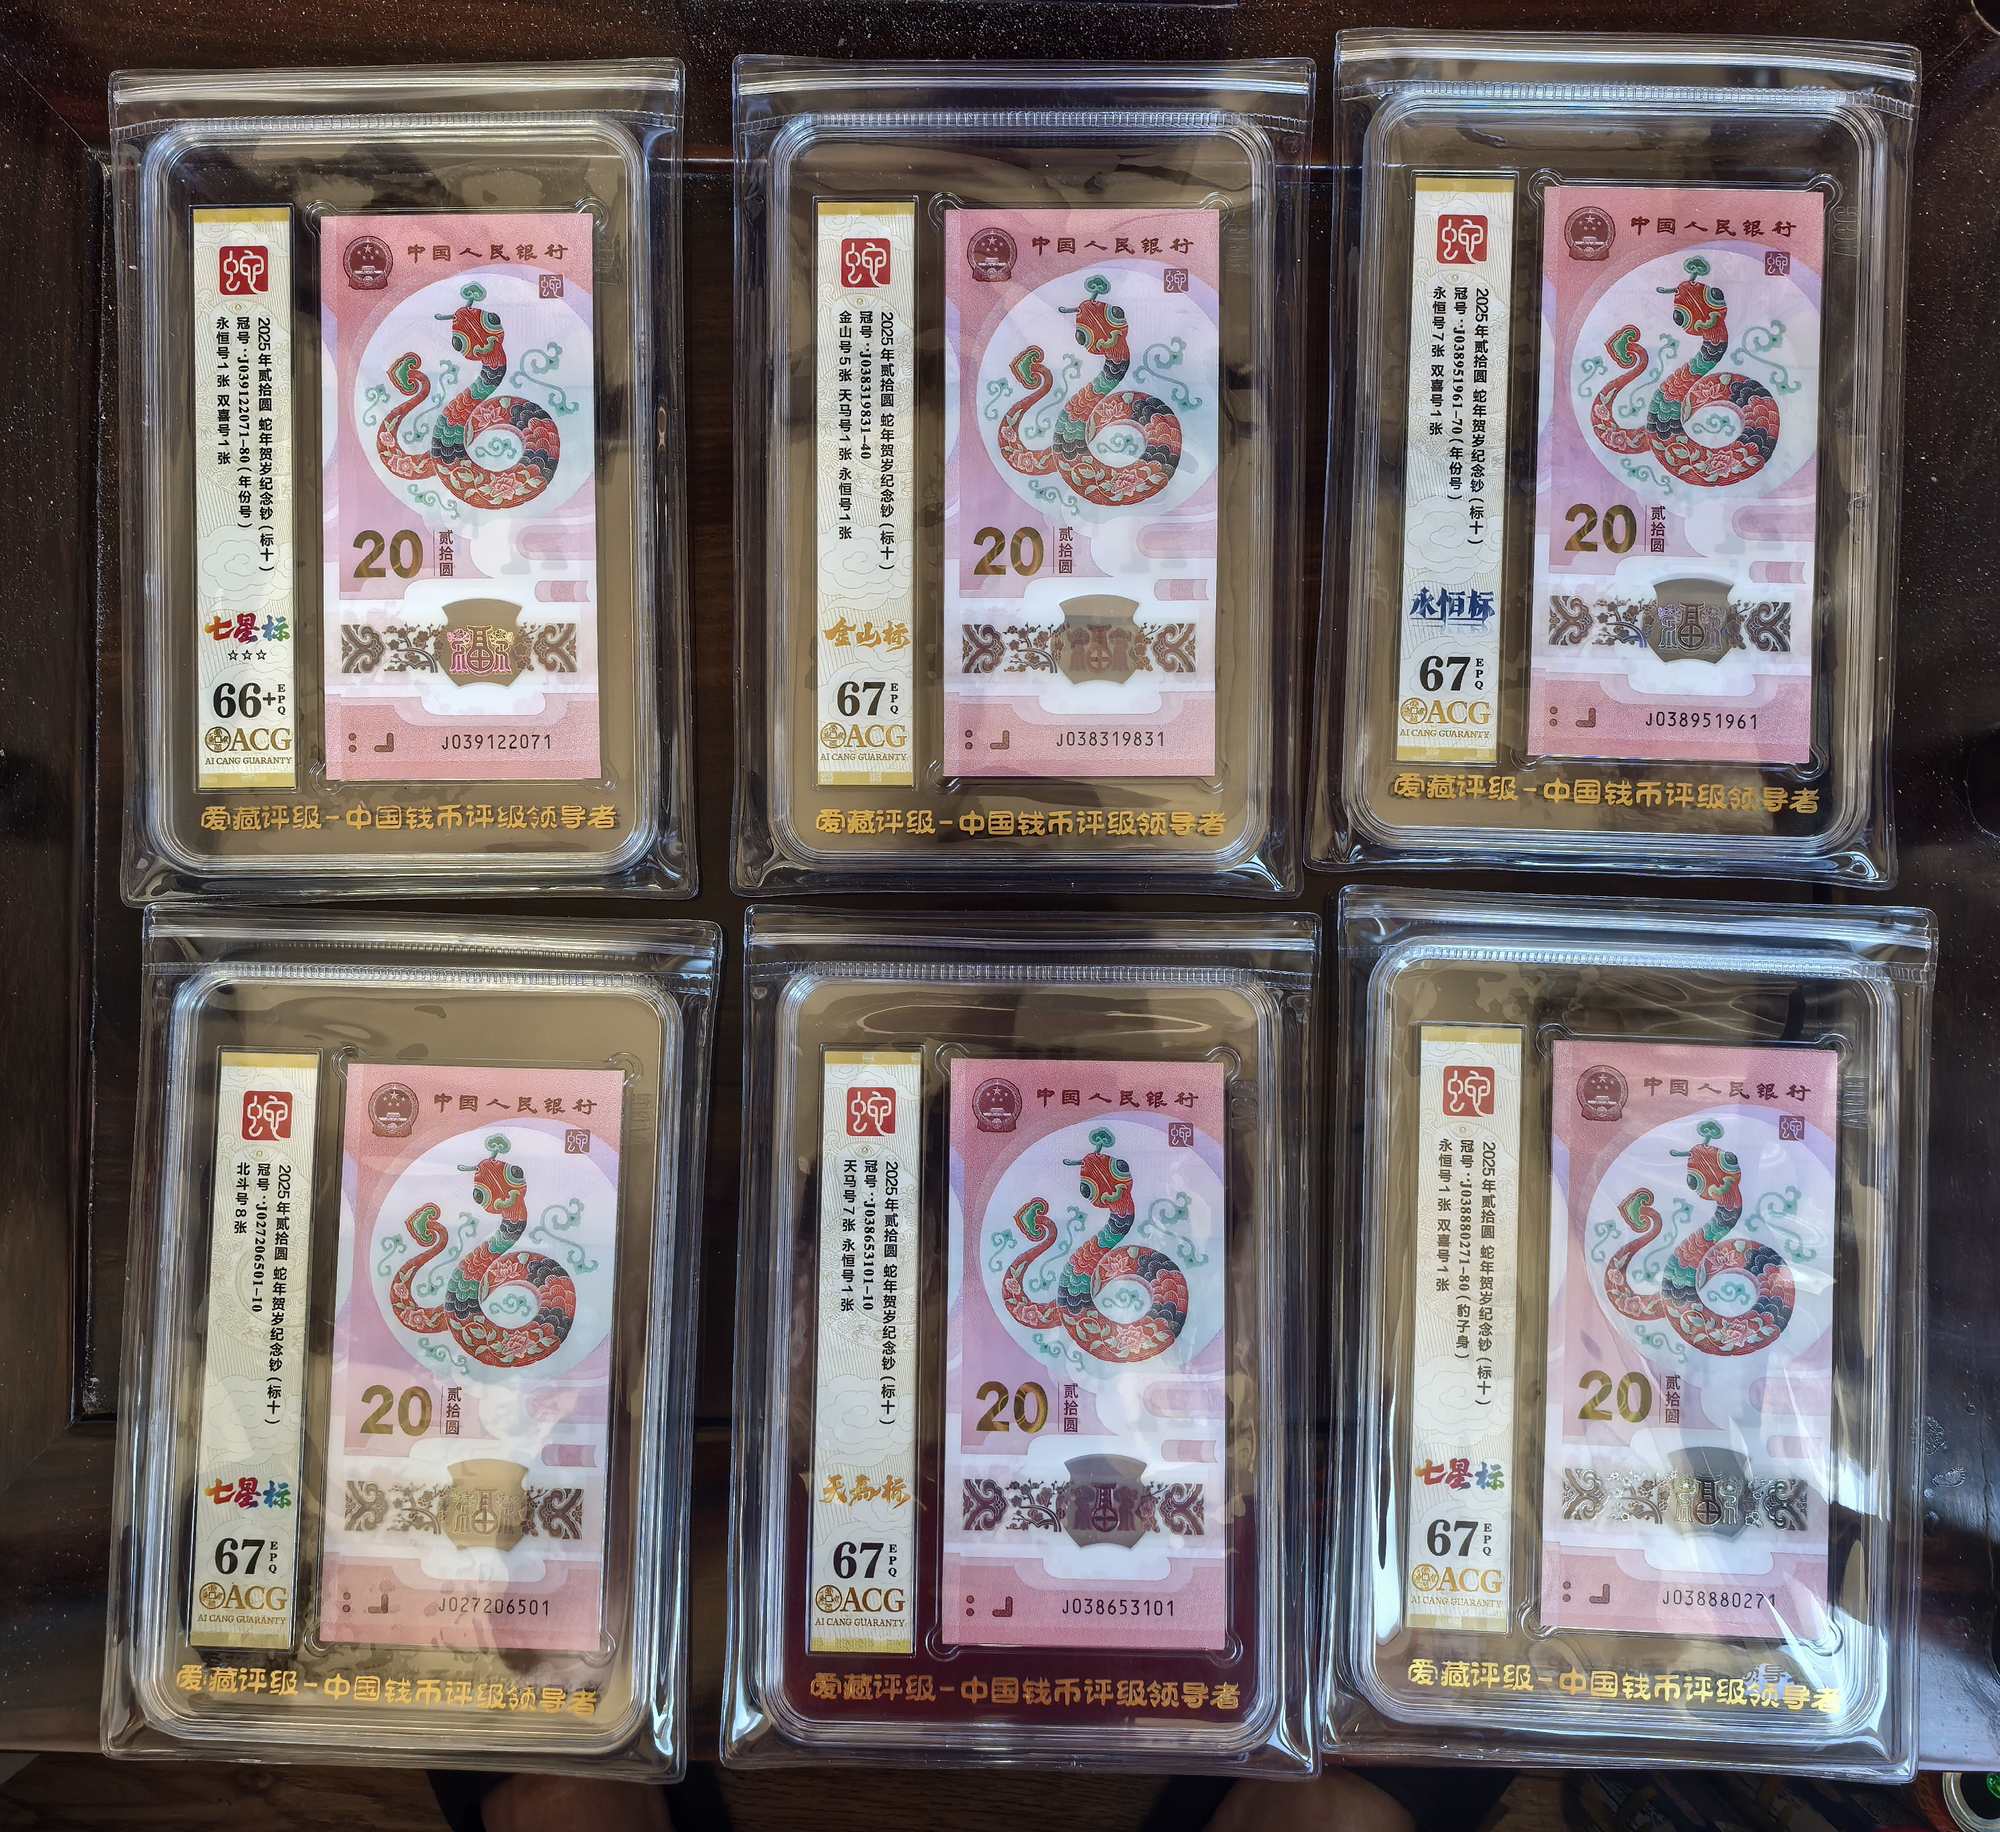 蛇
2025年贰拾圆 蛇年贺岁纪念钞(标十)
冠号:J039122071-80(年份号)
永恒号1张 双喜号1张
七星标
☆☆☆
66+EPQ
ACG
AI CANG GUARANTY
中国人民银行
蛇
20 贰拾圆
福
J039122071
爱藏评级-中国钱币评级领导者
蛇
2025年贰拾圆 蛇年贺岁纪念钞(标十)
冠号:J038319831-40
金山号5张 天马号1张 永恒号1张
金山标
67EPQ
ACG
AI CANG GUARANTY
中国人民银行
蛇
20 贰拾圆
福
J038319831
爱藏评级-中国钱币评级领导者
蛇
2025年贰拾圆 蛇年贺岁纪念钞(标十)
冠号:J038951961-70(年份号)
永恒号7张 双喜号1张
永恒标
67EPQ
ACG
AI CANG GUARANTY
中国人民银行
蛇
20 贰拾圆
福
J038951961
爱藏评级-中国钱币评级领导者
蛇
2025年贰拾圆 蛇年贺岁纪念钞(标十)
冠号:J027206501-10
北斗号8张
七星标
67EPQ
ACG
AI CANG GUARANTY
中国人民银行
蛇
20 贰拾圆
福
J027206501
爱藏评级-中国钱币评级领导者
蛇
2025年贰拾圆 蛇年贺岁纪念钞(标十)
冠号:J038653101-10
天马号7张 永恒号1张
天马标
67EPQ
ACG
AI CANG GUARANTY
中国人民银行
蛇
20 贰拾圆
福
J038653101
爱藏评级-中国钱币评级领导者
蛇
2025年贰拾圆 蛇年贺岁纪念钞(标十)
冠号:J038880271-80(豹子身)
永恒号1张 双喜号1张
七星标
67EPQ
ACG
AI CANG GUARANTY
中国人民银行
蛇
20 贰拾圆
福
J038880271
爱藏评级-中国钱币评级领导者